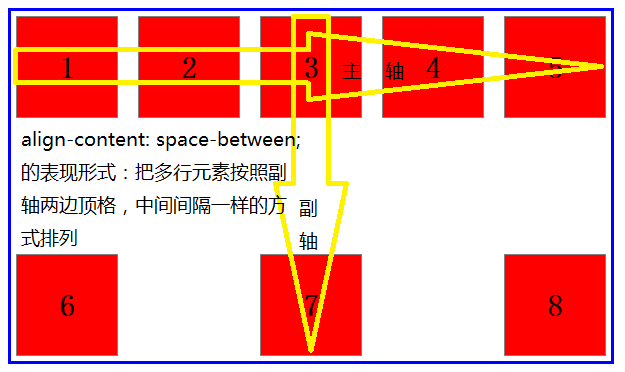 1 2 3 主 轴 4 5
align-content: space-between;
的表现形式：把多行元素按照副
轴两边顶格，中间间隔一样的方
式排列
副
轴
6 7 8